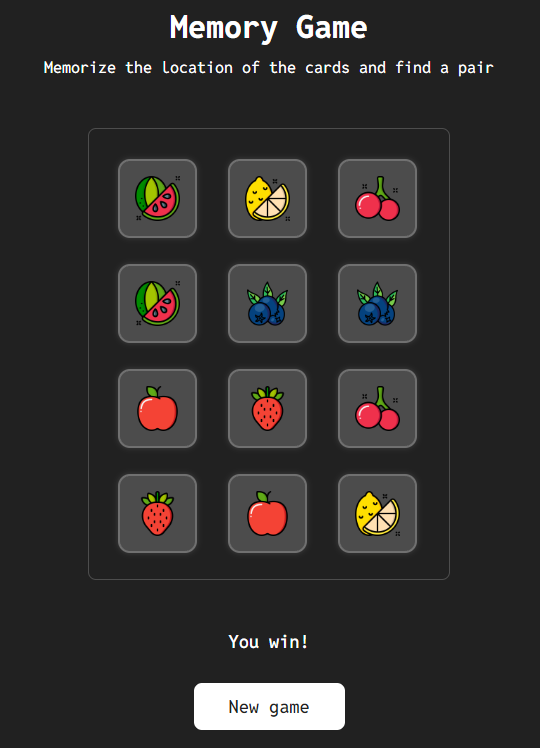 Memory Game
Memorize the location of the cards and find a pair
You win!
New game